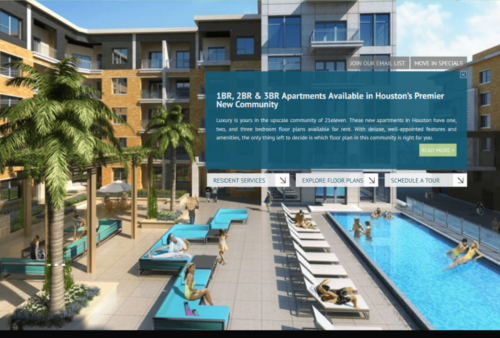 JOIN OUR EMAIL LIST | MOVE IN SPECIALS
1BR, 2BR & 3BR Apartments Available in Houston's Premier
New Community
Luxury is yours in the upscale community of 21eleven. These new apartments in Houston have one,
two, and three bedroom floor plans available for rent. With deluxe, well-appointed features and
amenities, the only thing left to decide is which floor plan in this community is right for you.
READ MORE >
RESIDENT SERVICES
EXPLORE FLOOR PLANS
SCHEDULE A TOUR